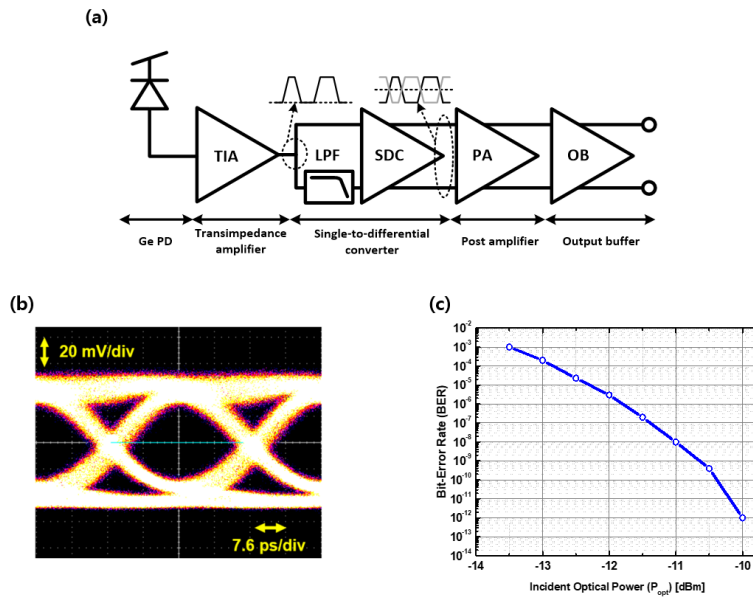 (a)
TIA
LPF
SDC
PA
OB
Ge PD
Transimpedance
amplifier
Single-to-differential
converter
Post amplifier
Output buffer
(b)
20 mV/div
7.6 ps/div
(c)
Bit-Error Rate (BER)
10-2
10-3
10-4
10-5
10-6
10-7
10-8
10-9
10-10
10-11
10-12
10-13
10-14
-14
-13
-12
-11
-10
Incident Optical Power (Popt) [dBm]